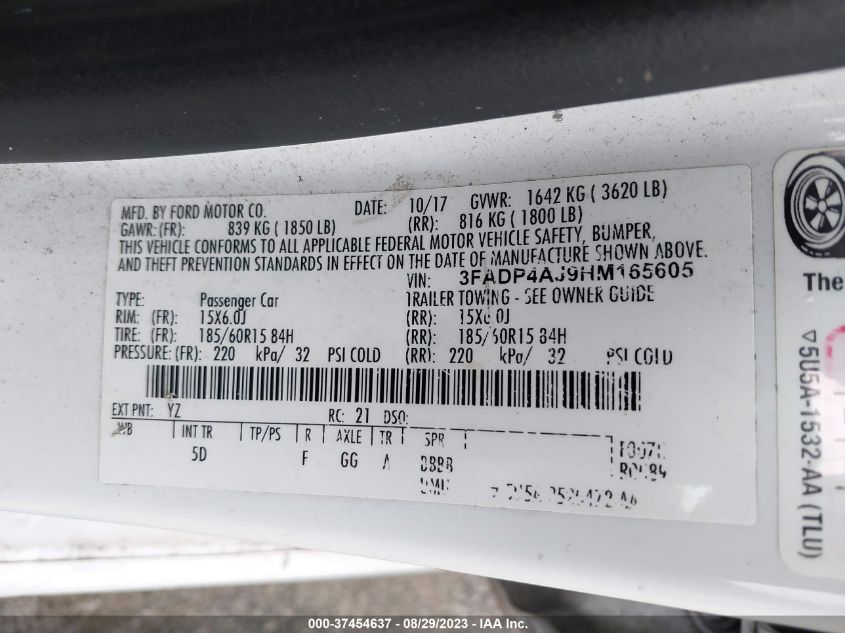 MFD. BY FORD MOTOR CO. DATE: 10/17 GVWR: 1642 KG ( 3620 LB)
GAWR: (FR): 839 KG ( 1850 LB) (RR): 816 KG ( 1800 LB)
THIS VEHICLE CONFORMS TO ALL APPLICABLE FEDERAL MOTOR VEHICLE SAFETY, BUMPER,
AND THEFT PREVENTION STANDARDS IN EFFECT ON THE DATE OF MANUFACTURE SHOWN ABOVE.
VIN: 3FADP4AJ9HM165605
TYPE: Passenger Car TRAILER TOWING - SEE OWNER GUIDE
RIM: (FR): 15X6.0J (RR): 15X6.0J
TIRE: (FR): 185/60R15 84H (RR): 185/60R15 84H
PRESSURE: (FR): 220 kPa/ 32 PSI COLD (RR): 220 kPa/ 32 PSI COLD
EXT PNT: YZ RC: 21 DSO:
WB INT TR TP/PS R AXLE TR SPR
5D F GG A BBBB
The
▽5U5A-1532-AA (TLU)
000-37454637 - 08/29/2023 - IAA Inc.